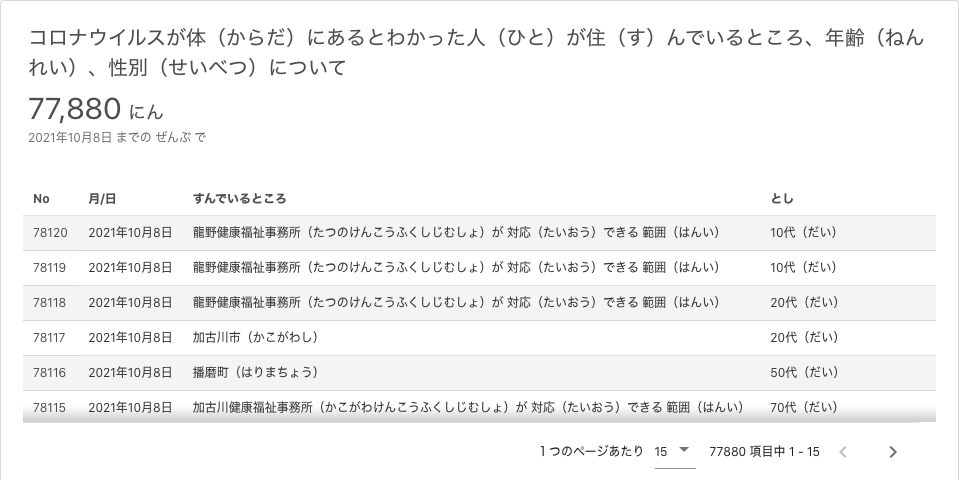 コロナウイルスが体（からだ）にあるとわかった人（ひと）が住（す）んでいるところ、年齢（ねん
れい）、性別（せいべつ）について
77,880 にん
2021年10月8日 までの ぜんぶ で
No 月/日 すんでいるところ とし
78120 2021年10月8日 龍野健康福祉事務所（たつのけんこうふくしじむしょ）が 対応（たいおう）できる 範囲（はんい） 10代（だい）
78119 2021年10月8日 龍野健康福祉事務所（たつのけんこうふくしじむしょ）が 対応（たいおう）できる 範囲（はんい） 10代（だい）
78118 2021年10月8日 龍野健康福祉事務所（たつのけんこうふくしじむしょ）が 対応（たいおう）できる 範囲（はんい） 20代（だい）
78117 2021年10月8日 加古川市（かこがわし） 20代（だい）
78116 2021年10月8日 播磨町（はりまちょう） 50代（だい）
78115 2021年10月8日 加古川健康福祉事務所（かこがわけんこうふくしじむしょ）が 対応（たいおう）できる 範囲（はんい） 70代（だい）
1 つのページあたり 15 77880 項目中 1 - 15